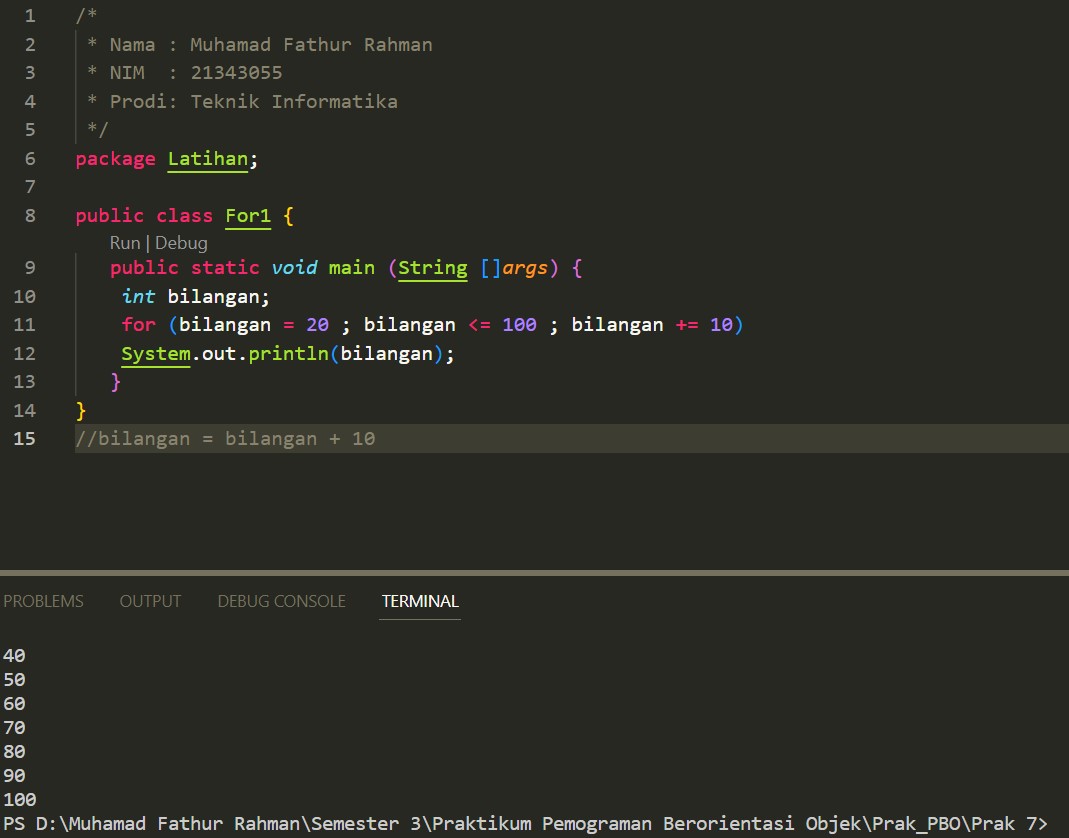 1 /*
2  * Nama : Muhamad Fathur Rahman
3  * NIM  : 21343055
4  * Prodi: Teknik Informatika
5  */
6 package Latihan;
7
8 public class For1 {
Run | Debug
9    public static void main (String []args) {
10    int bilangan;
11    for (bilangan = 20 ; bilangan <= 100 ; bilangan += 10)
12    System.out.println(bilangan);
13    }
14 }
15 //bilangan = bilangan + 10
PROBLEMS OUTPUT DEBUG CONSOLE TERMINAL
40
50
60
70
80
90
100
PS D:\Muhamad Fathur Rahman\Semester 3\Praktikum Pemograman Berorientasi Objek\Prak_PBO\Prak 7>